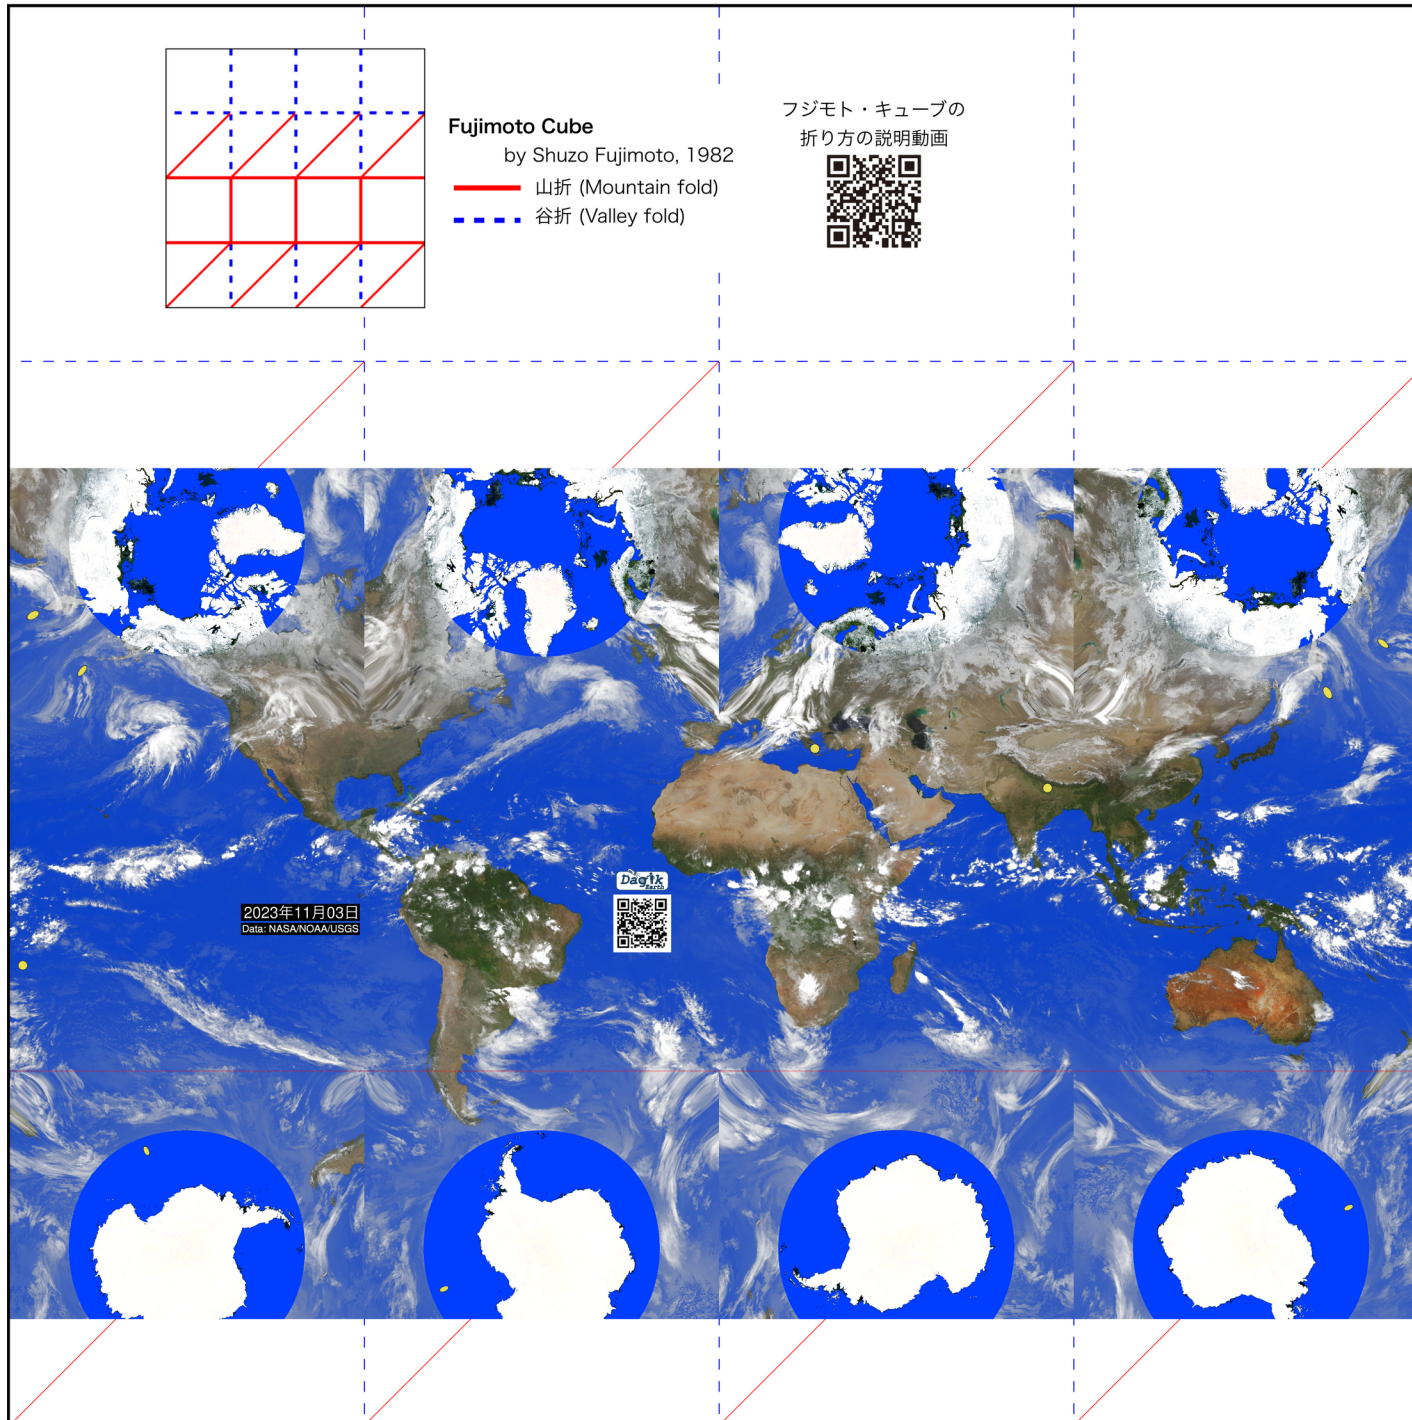 Fujimoto Cube
by Shuzo Fujimoto, 1982
山折 (Mountain fold)
谷折 (Valley fold)
フジモト・キューブの
折り方の説明動画
Dagik
Earth
2023年11月03日
Data: NASA/NOAA/USGS